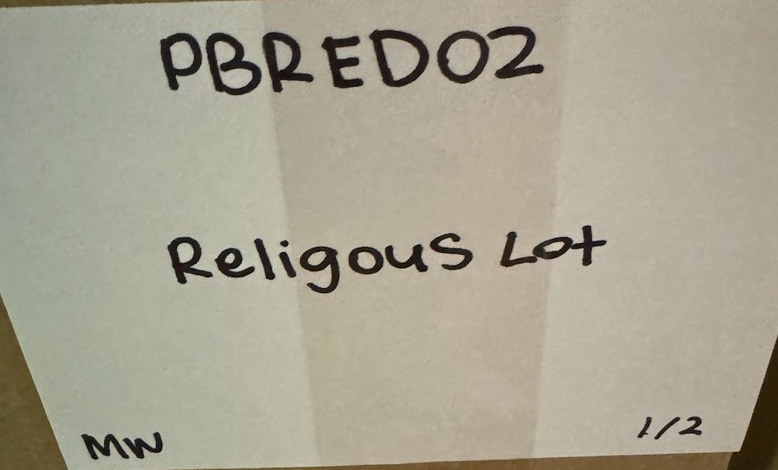 PBRED02
Religous Lot
MW 1/2